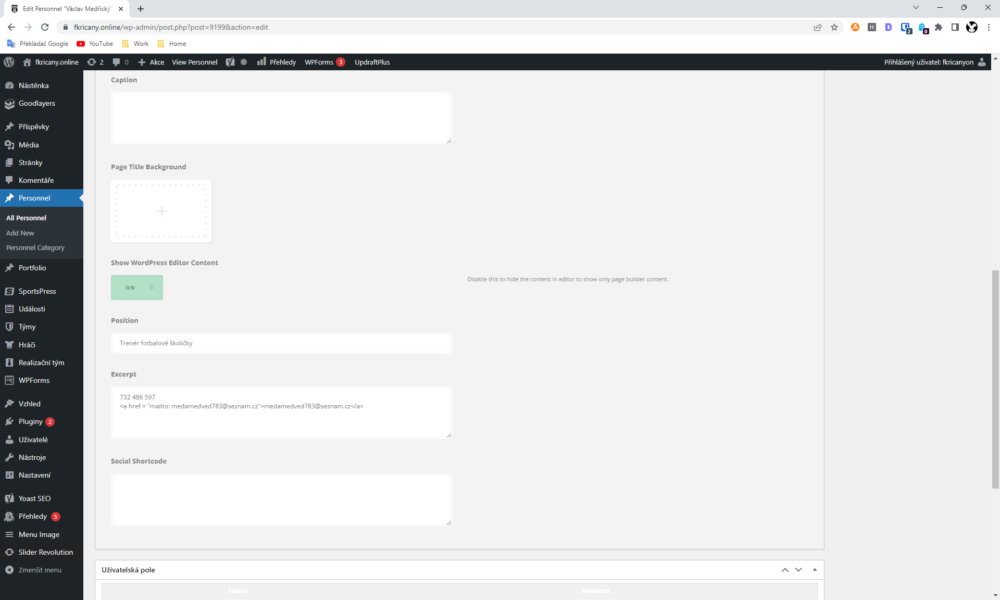 Edit Personnel “Václav Medřický”
fkricany.online/wp-admin/post.php?post=9199&action=edit
H
D
2
0
Překladač Google
YouTube
Work
Home
fkricany.online
2
0
Akce
View Personnel
Přehledy
WPForms
3
UpdraftPlus
Přihlášený uživatel: fkricanyon
Nástěnka
Goodlayers
Příspěvky
Média
Stránky
Komentáře
Personnel
All Personnel
Add New
Personnel Category
Portfolio
SportsPress
Události
Týmy
Hráči
Realizační tým
WPForms
Vzhled
Pluginy 2
Uživatelé
Nástroje
Nastavení
Yoast SEO
Přehledy 5
Menu Image
Slider Revolution
Zmenšit menu
Caption
Page Title Background
Show WordPress Editor Content
ON
Disable this to hide the content in editor to show only page builder content.
Position
Trenér fotbalové školičky
Excerpt
732 486 597
<a href = "mailto: medamedved783@seznam.cz">medamedved783@seznam.cz</a>
Social Shortcode
Uživatelská pole
Název
Hodnota